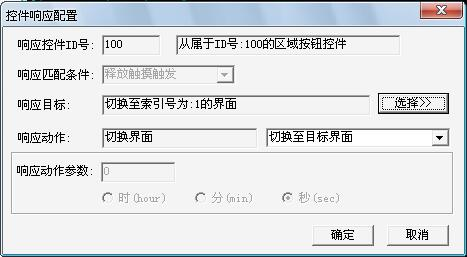 控件响应配置
响应控件ID号: 100 从属于ID号:100的区域按钮控件
响应匹配条件: 释放触摸触发
响应目标: 切换至索引号为:1的界面 选择>>
响应动作: 切换界面 切换至目标界面
响应动作参数: 0
时(hour) 分(min) 秒(sec)
确定 取消